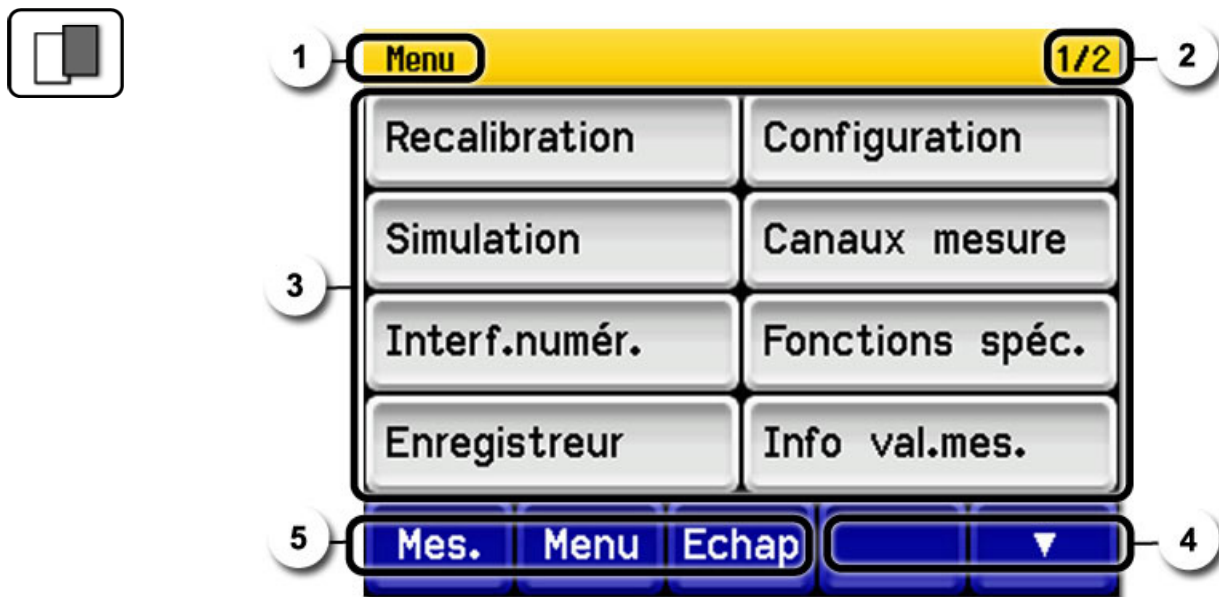 1 Menu 1/2 2
Recalibration Configuration
Simulation Canaux mesure
3
Interf.numér. Fonctions spéc.
Enregistreur Info val.mes.
5 Mes. Menu Echap ▼ 4